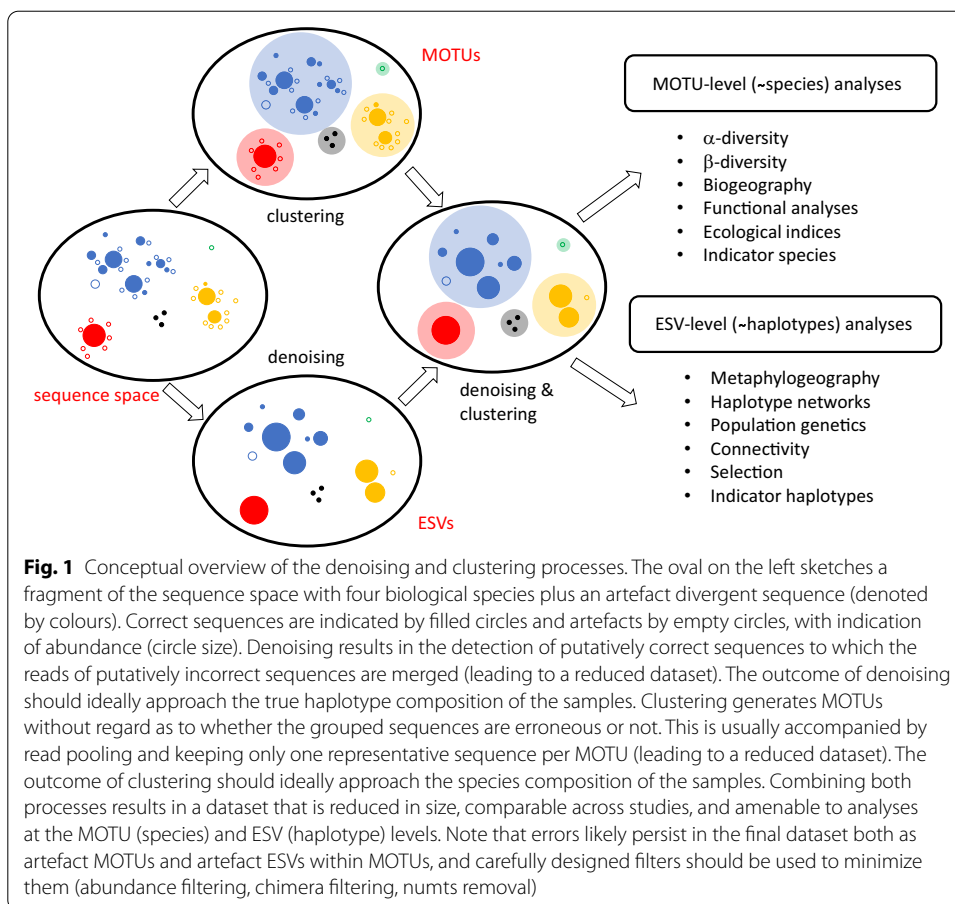 MOTUs
clustering
sequence space
denoising
ESVs
denoising &
clustering
MOTU-level (~species) analyses
• α-diversity
• β-diversity
• Biogeography
• Functional analyses
• Ecological indices
• Indicator species
ESV-level (~haplotypes) analyses
• Metaphylogeography
• Haplotype networks
• Population genetics
• Connectivity
• Selection
• Indicator haplotypes
Fig. 1 Conceptual overview of the denoising and clustering processes. The oval on the left sketches a
fragment of the sequence space with four biological species plus an artefact divergent sequence (denoted
by colours). Correct sequences are indicated by filled circles and artefacts by empty circles, with indication
of abundance (circle size). Denoising results in the detection of putatively correct sequences to which the
reads of putatively incorrect sequences are merged (leading to a reduced dataset). The outcome of denoising
should ideally approach the true haplotype composition of the samples. Clustering generates MOTUs
without regard as to whether the grouped sequences are erroneous or not. This is usually accompanied by
read pooling and keeping only one representative sequence per MOTU (leading to a reduced dataset). The
outcome of clustering should ideally approach the species composition of the samples. Combining both
processes results in a dataset that is reduced in size, comparable across studies, and amenable to analyses
at the MOTU (species) and ESV (haplotype) levels. Note that errors likely persist in the final dataset both as
artefact MOTUs and artefact ESVs within MOTUs, and carefully designed filters should be used to minimize
them (abundance filtering, chimera filtering, numts removal)